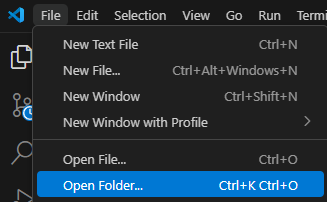 File Edit Selection View Go Run Termi
New Text File Ctrl+N
New File... Ctrl+Alt+Windows+N
New Window Ctrl+Shift+N
New Window with Profile
Open File... Ctrl+O
Open Folder... Ctrl+K Ctrl+O